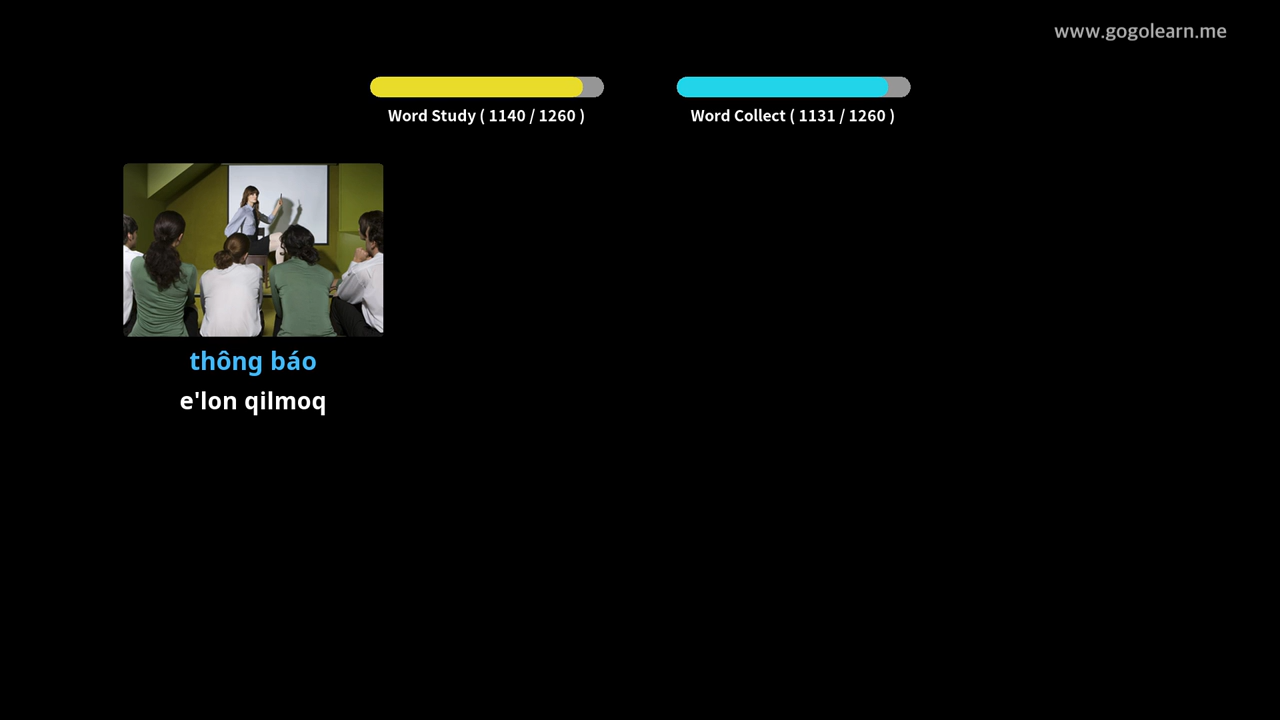 www.gogolearn.me
Word Study ( 1140 / 1260 )
Word Collect ( 1131 / 1260 )
thông báo
e'lon qilmoq